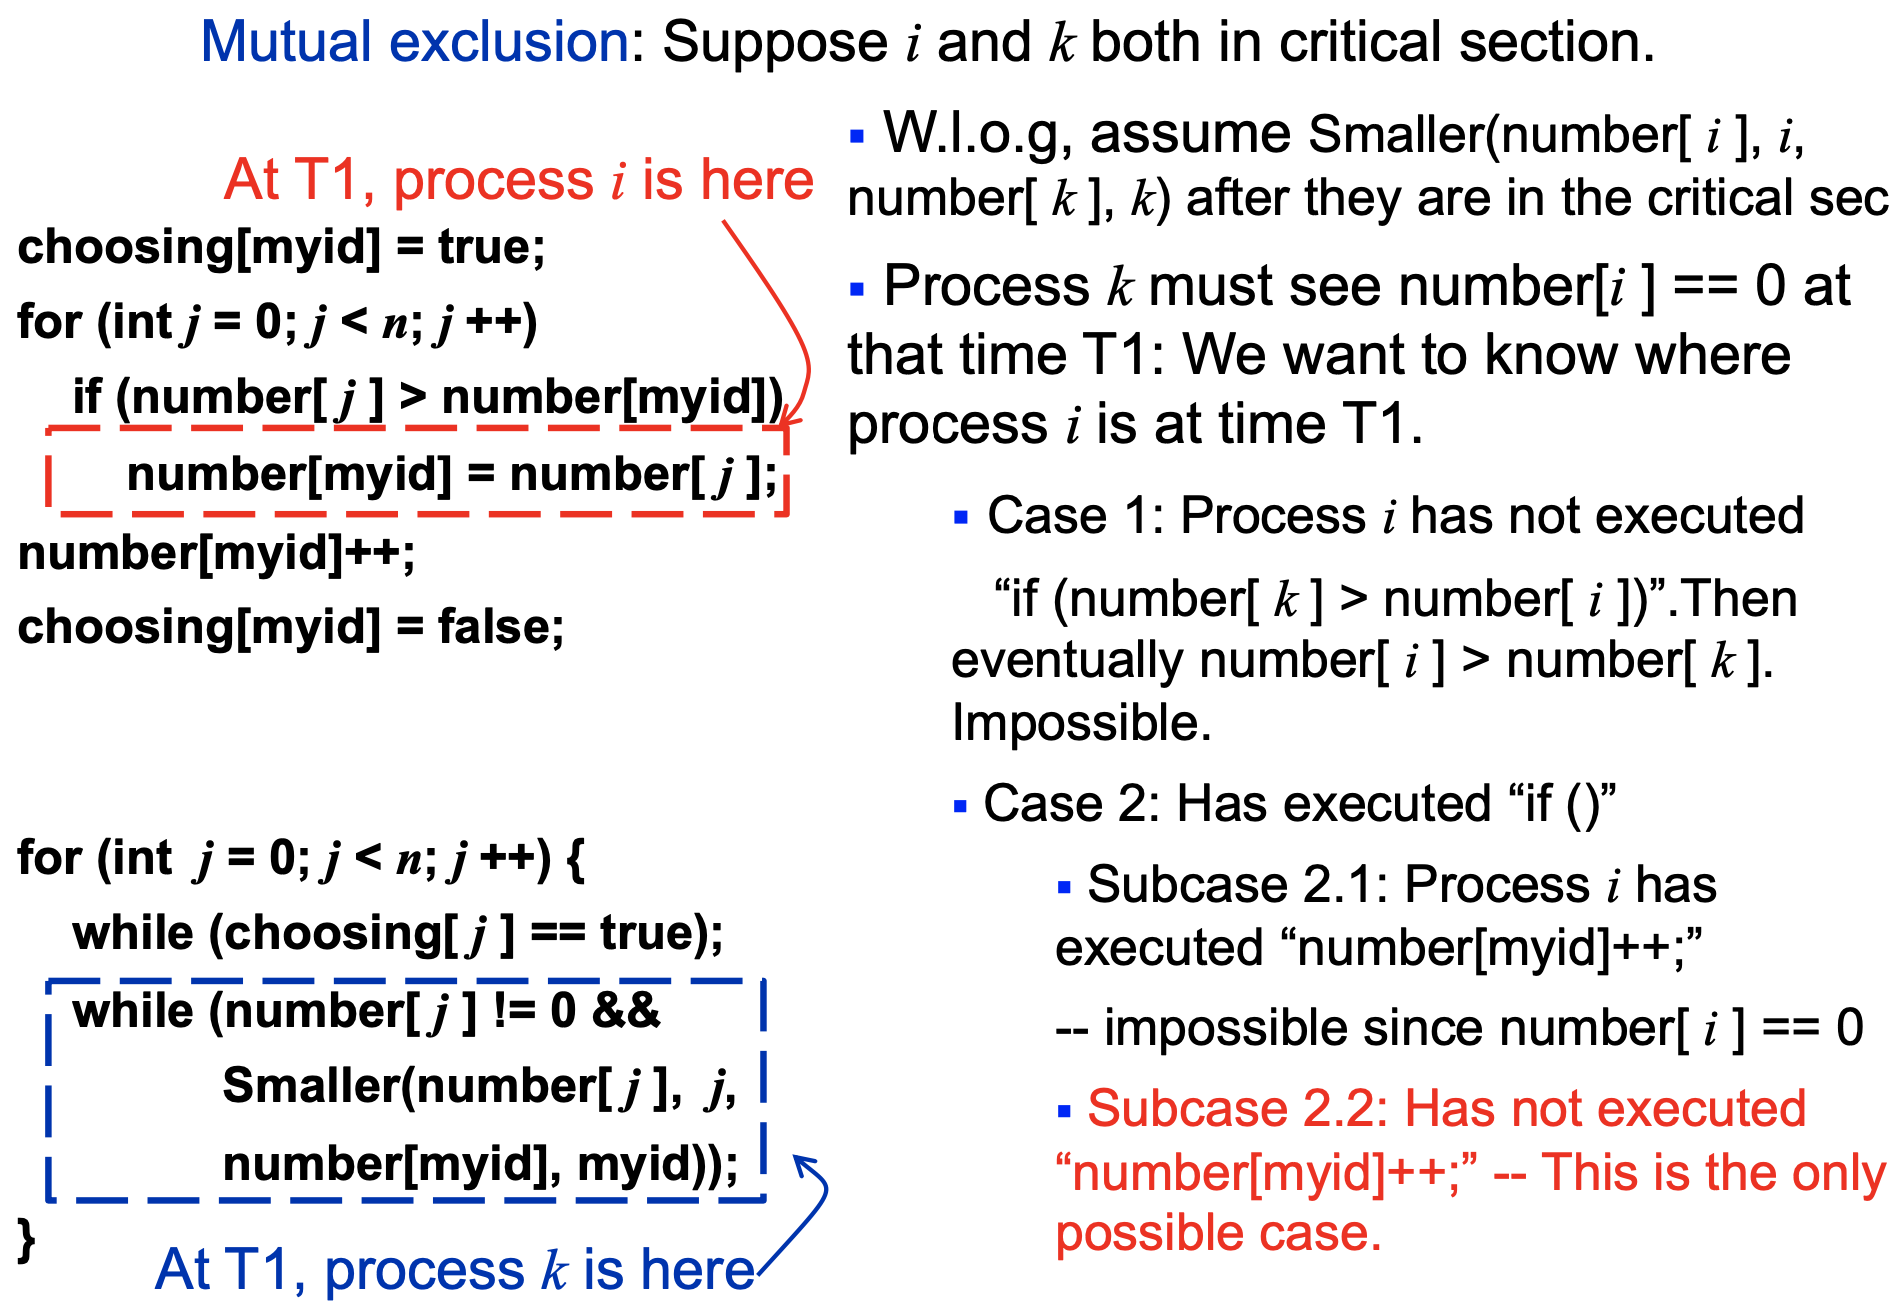 Mutual exclusion: Suppose i and k both in critical section.
At T1, process i is here
choosing[myid] = true;
for (int j = 0; j < n; j ++)
if (number[ j ] > number[myid])
number[myid] = number[ j ];
number[myid]++;
choosing[myid] = false;
for (int j = 0; j < n; j ++) {
while (choosing[ j ] == true);
while (number[ j ] != 0 &&
Smaller(number[ j ], j,
number[myid], myid));
}
At T1, process k is here
▪ W.l.o.g, assume Smaller(number[ i ], i,
number[ k ], k) after they are in the critical sec
▪ Process k must see number[i ] == 0 at
that time T1: We want to know where
process i is at time T1.
▪ Case 1: Process i has not executed
“if (number[ k ] > number[ i ])”.Then
eventually number[ i ] > number[ k ].
Impossible.
▪ Case 2: Has executed “if ()”
▪ Subcase 2.1: Process i has
executed “number[myid]++;”
-- impossible since number[ i ] == 0
▪ Subcase 2.2: Has not executed
“number[myid]++;” -- This is the only
possible case.